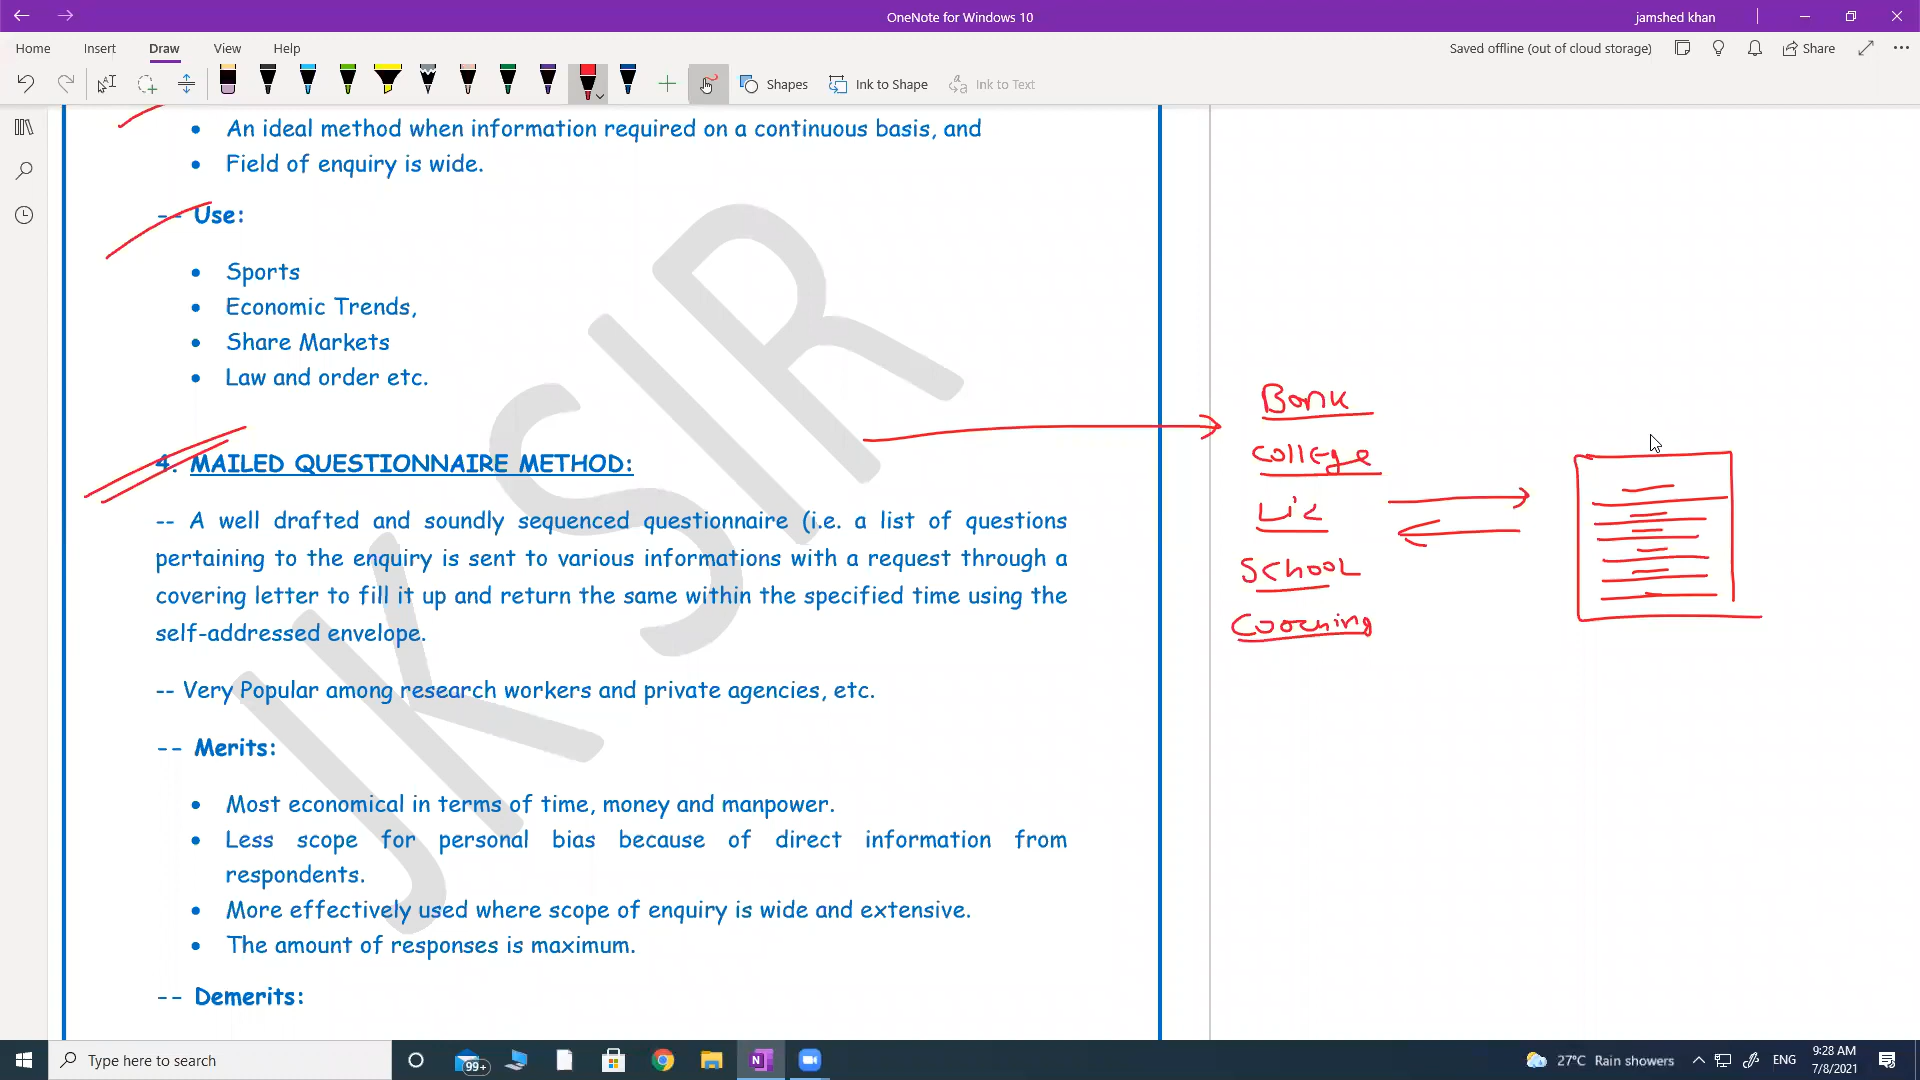 OneNote for Windows 10
jamshed khan
Home Insert Draw View Help
Saved offline (out of cloud storage)
Share
Shapes
Ink to Shape
Ink to Text
• An ideal method when information required on a continuous basis, and
• Field of enquiry is wide.
-- Use:
• Sports
• Economic Trends,
• Share Markets
• Law and order etc.
4. MAILED QUESTIONNAIRE METHOD:
-- A well drafted and soundly sequenced questionnaire (i.e. a list of questions
pertaining to the enquiry is sent to various informations with a request through a
covering letter to fill it up and return the same within the specified time using the
self-addressed envelope.
-- Very Popular among research workers and private agencies, etc.
-- Merits:
• Most economical in terms of time, money and manpower.
• Less scope for personal bias because of direct information from
respondents.
• More effectively used where scope of enquiry is wide and extensive.
• The amount of responses is maximum.
-- Demerits:
JK SIR
Bank
College
Lic
School
Coaching
Type here to search
99+
27°C Rain showers
ENG
9:28 AM
7/8/2021